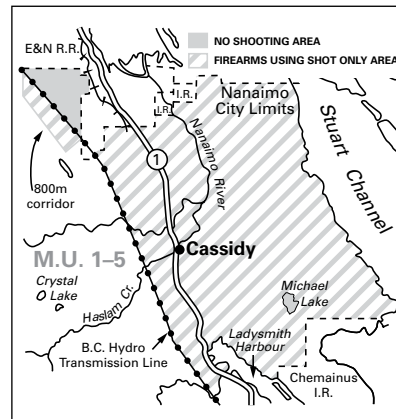 E&N R.R.
NO SHOOTING AREA
FIREARMS USING SHOT ONLY AREA
I.R.
I.R.
Nanaimo
City Limits
Stuart Channel
Nanaimo
River
800m
corridor
1
Cassidy
M.U. 1–5
Crystal
Lake
Haslam Cr.
Michael
Lake
B.C. Hydro
Transmission Line
Ladysmith
Harbour
Chemainus
I.R.